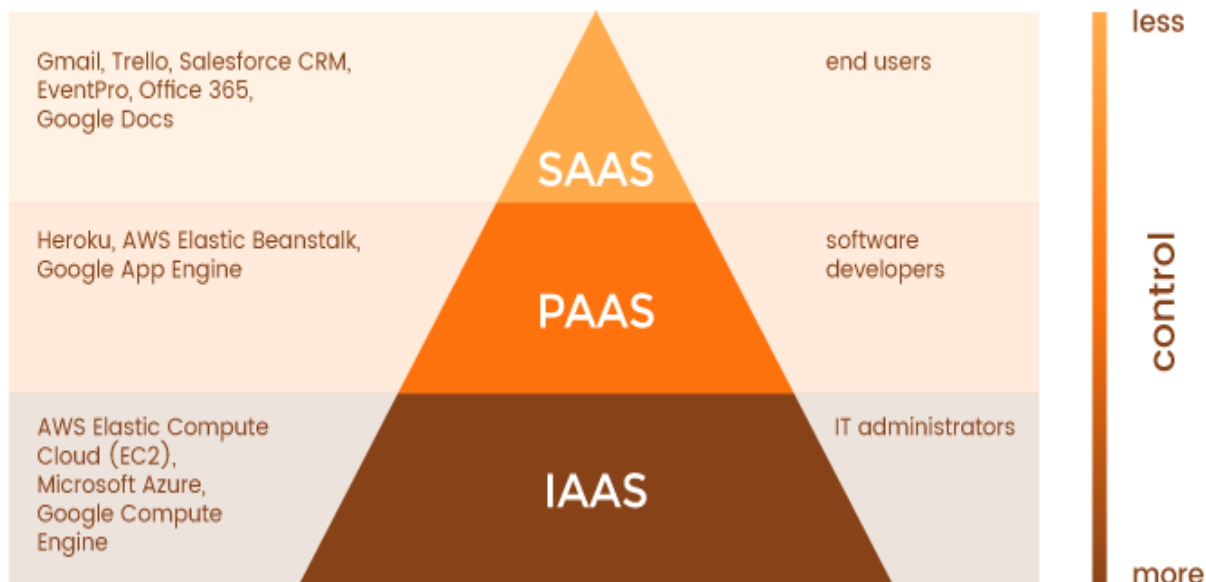 Gmail, Trello, Salesforce CRM,
EventPro, Office 365,
Google Docs
SAAS
end users
Heroku, AWS Elastic Beanstalk,
Google App Engine
PAAS
software
developers
AWS Elastic Compute
Cloud (EC2),
Microsoft Azure,
Google Compute
Engine
IAAS
IT administrators
less
control
more